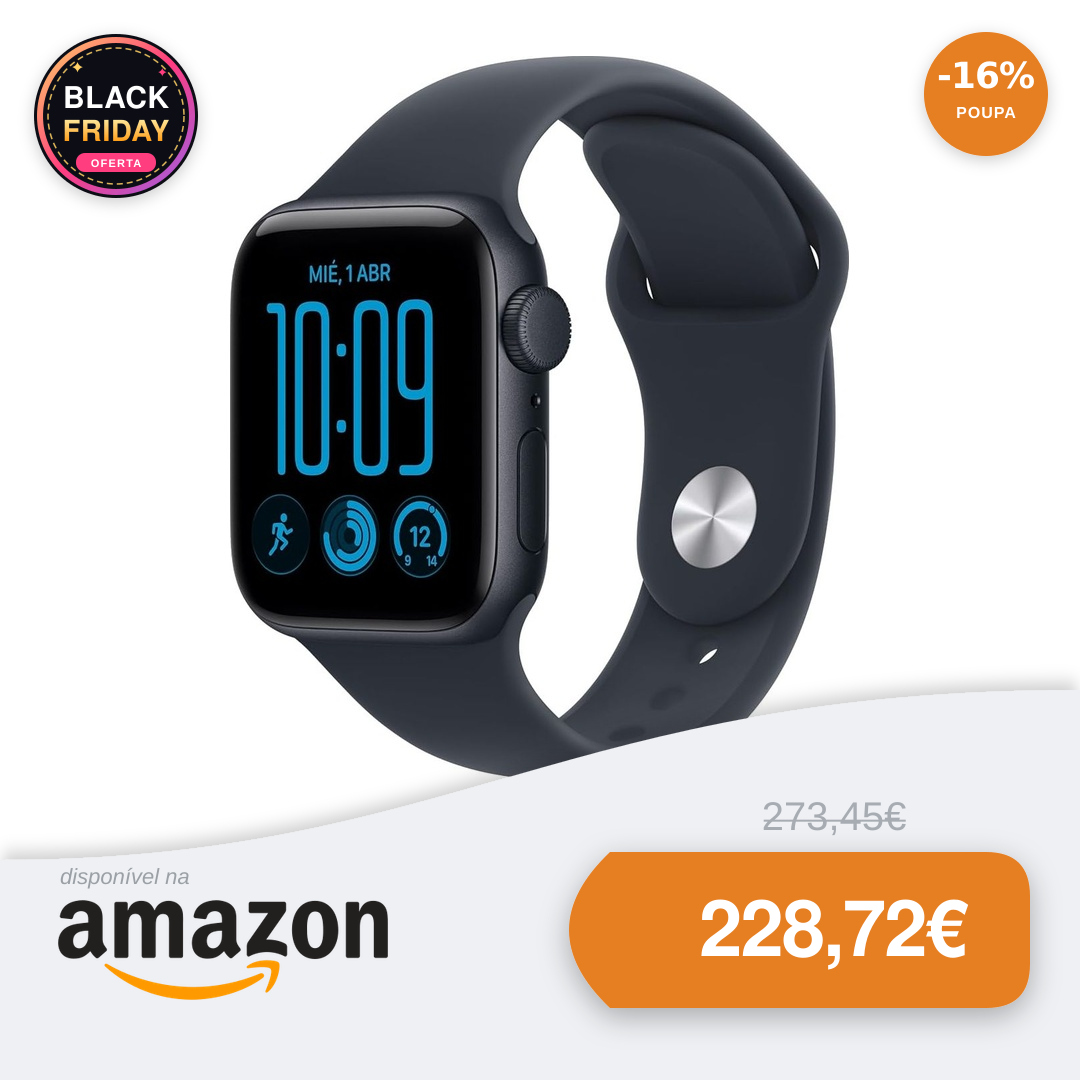 BLACK
FRIDAY
OFERTA
-16%
POUPA
MIÉ, 1 ABR
10:09
12
9 14
273,45€
disponível na
amazon
228,72€